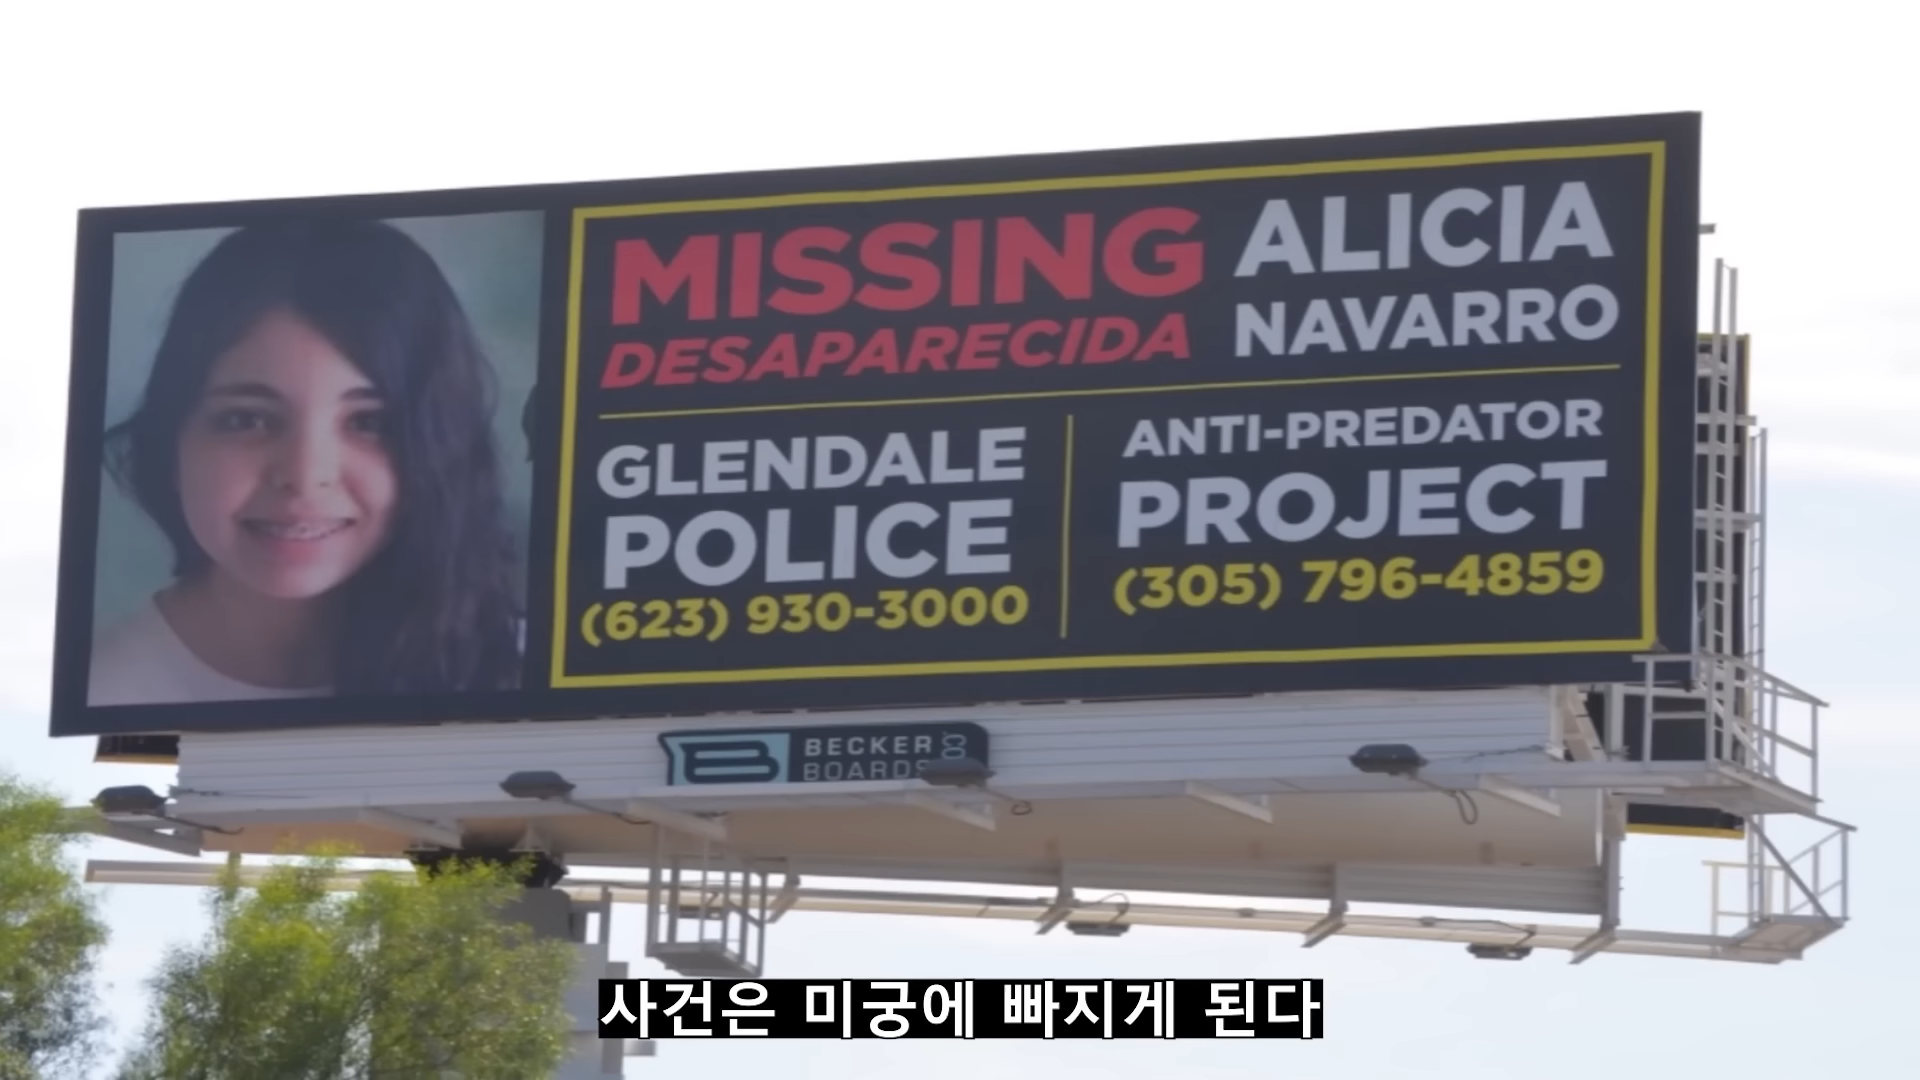 MISSING
DESAPARECIDA
ALICIA
NAVARRO
GLENDALE
POLICE
(623) 930-3000
ANTI-PREDATOR
PROJECT
(305) 796-4859
BECKER
BOARDS
.CO
사건은 미궁에 빠지게 된다